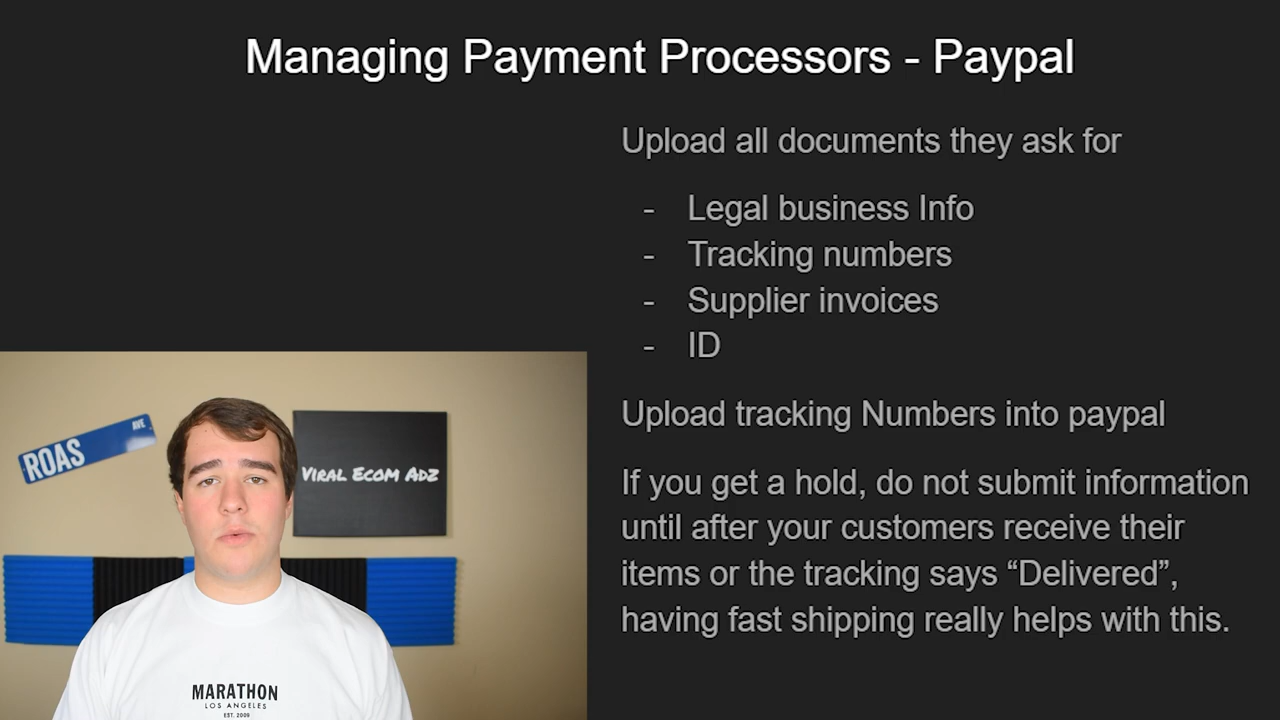 Managing Payment Processors - Paypal
Upload all documents they ask for
- Legal business Info
- Tracking numbers
- Supplier invoices
- ID
Upload tracking Numbers into paypal
If you get a hold, do not submit information
until after your customers receive their
items or the tracking says “Delivered”,
having fast shipping really helps with this.
ROAS AVE
Viral Ecom Adz
MARATHON
LOS ANGELES
EST. 2009